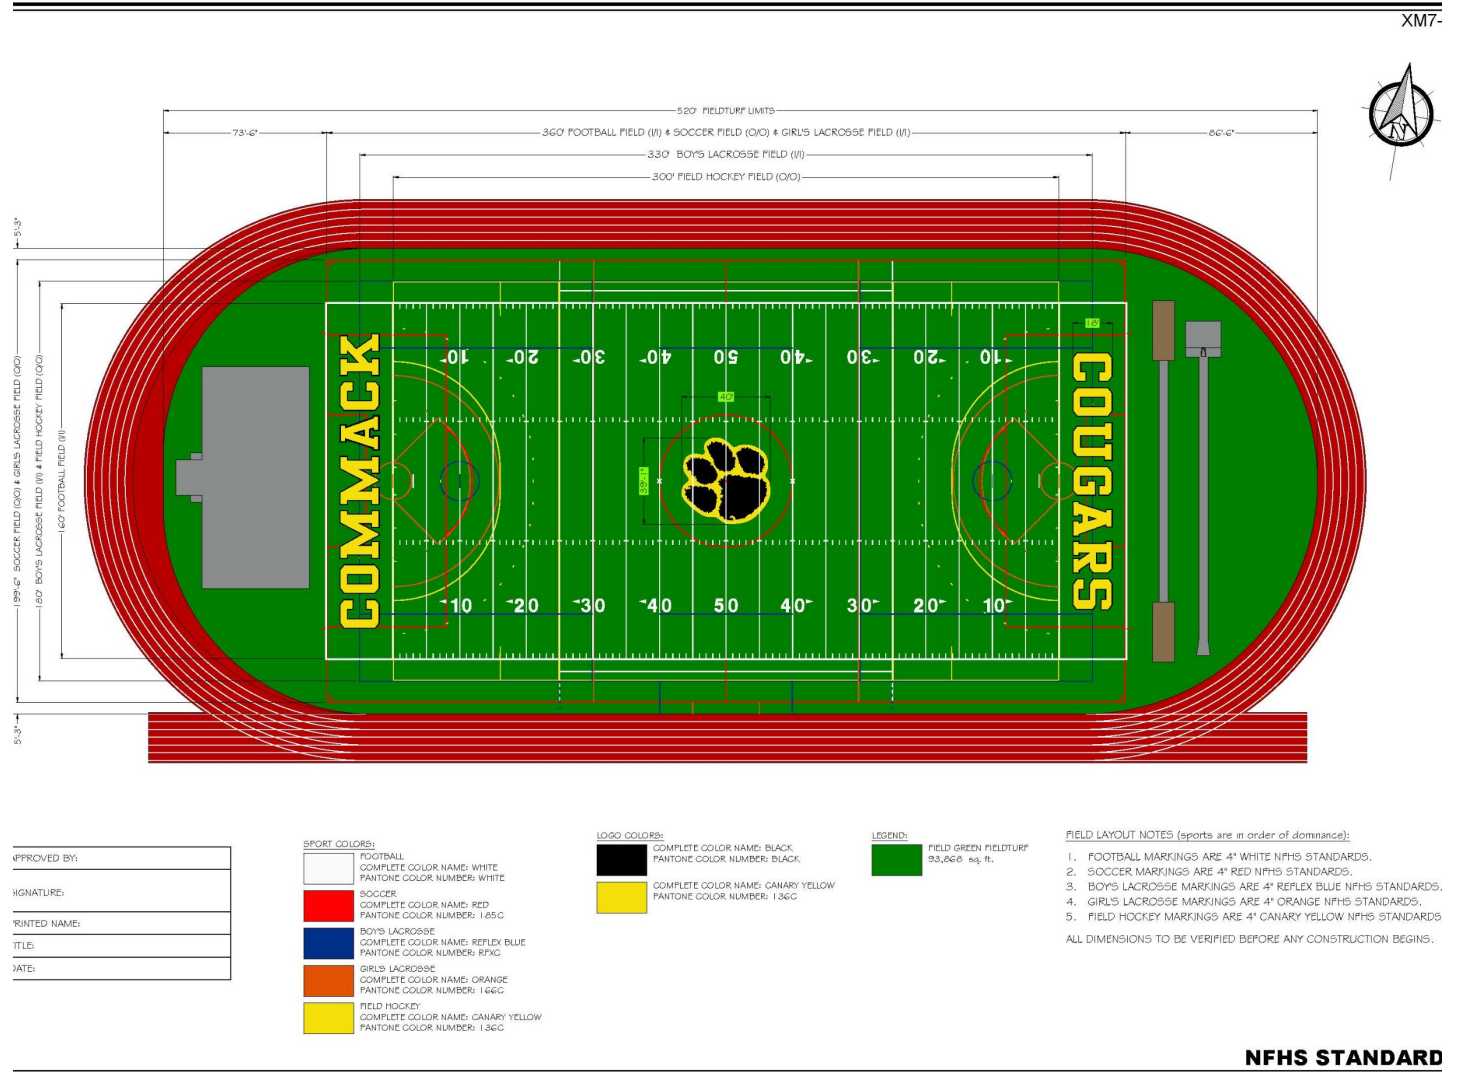 XM7-
520' FIELDTURF LIMITS
73'-6"
360' FOOTBALL FIELD (I/I) & SOCCER FIELD (O/O) & GIRL'S LACROSSE FIELD (I/I)
86'-6"
330' BOY'S LACROSSE FIELD (I/I)
300' FIELD HOCKEY FIELD (O/O)
N
5'-3"
199'-6" SOCCER FIELD (O/O) & GIRLS LACROSSE FIELD (O/O)
180' BOYS LACROSSE FIELD (I/I) & FIELD HOCKEY FIELD (O/O)
160' FOOTBALL FIELD (I/I)
5'-3"
18'
10 20 30 40 50 40 30 20 10
40'
39'-1"
COMMACK
COUGARS
10 20 30 40 50 40 30 20 10
APPROVED BY:
SIGNATURE:
PRINTED NAME:
TITLE:
DATE:
SPORT COLORS:
FOOTBALL
COMPLETE COLOR NAME: WHITE
PANTONE COLOR NUMBER: WHITE
SOCCER
COMPLETE COLOR NAME: RED
PANTONE COLOR NUMBER: 185C
BOY'S LACROSSE
COMPLETE COLOR NAME: REFLEX BLUE
PANTONE COLOR NUMBER: RFXC
GIRL'S LACROSSE
COMPLETE COLOR NAME: ORANGE
PANTONE COLOR NUMBER: 166C
FIELD HOCKEY
COMPLETE COLOR NAME: CANARY YELLOW
PANTONE COLOR NUMBER: 136C
LOGO COLORS:
COMPLETE COLOR NAME: BLACK
PANTONE COLOR NUMBER: BLACK
COMPLETE COLOR NAME: CANARY YELLOW
PANTONE COLOR NUMBER: 136C
LEGEND:
FIELD GREEN FIELDTURF
93,868 sq. ft.
FIELD LAYOUT NOTES (sports are in order of dominance):
1. FOOTBALL MARKINGS ARE 4" WHITE NFHS STANDARDS.
2. SOCCER MARKINGS ARE 4" RED NFHS STANDARDS.
3. BOY'S LACROSSE MARKINGS ARE 4" REFLEX BLUE NFHS STANDARDS.
4. GIRL'S LACROSSE MARKINGS ARE 4" ORANGE NFHS STANDARDS.
5. FIELD HOCKEY MARKINGS ARE 4" CANARY YELLOW NFHS STANDARDS
ALL DIMENSIONS TO BE VERIFIED BEFORE ANY CONSTRUCTION BEGINS.
NFHS STANDARD